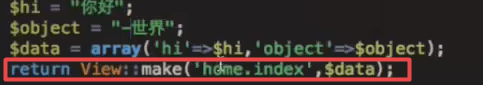 $hi = "你好";
$object = "-世界";
$data = array('hi'=>$hi,'object'=>$object);
return View::make('home.index',$data);